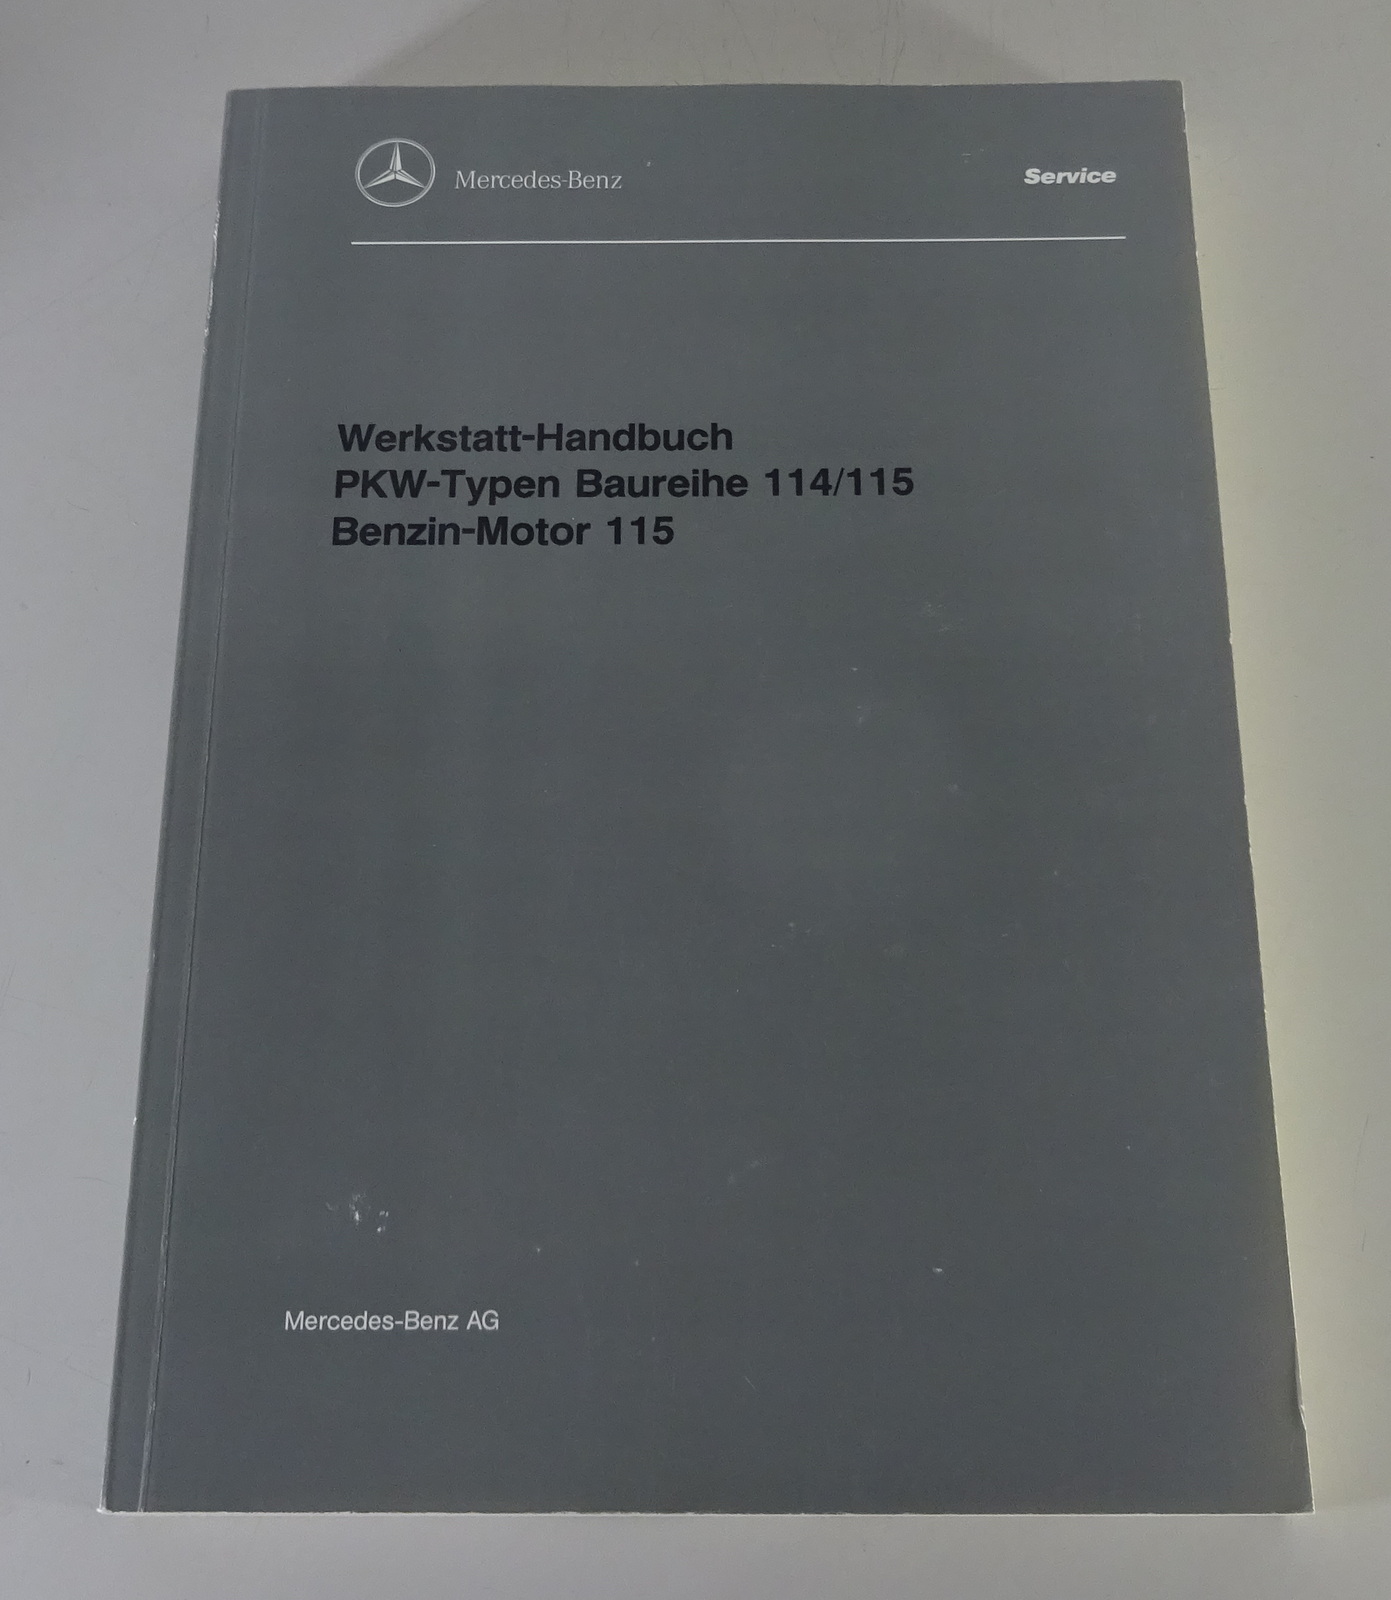 Mercedes-Benz
Service
Werkstatt-Handbuch
PKW-Typen Baureihe 114/115
Benzin-Motor 115
Mercedes-Benz AG